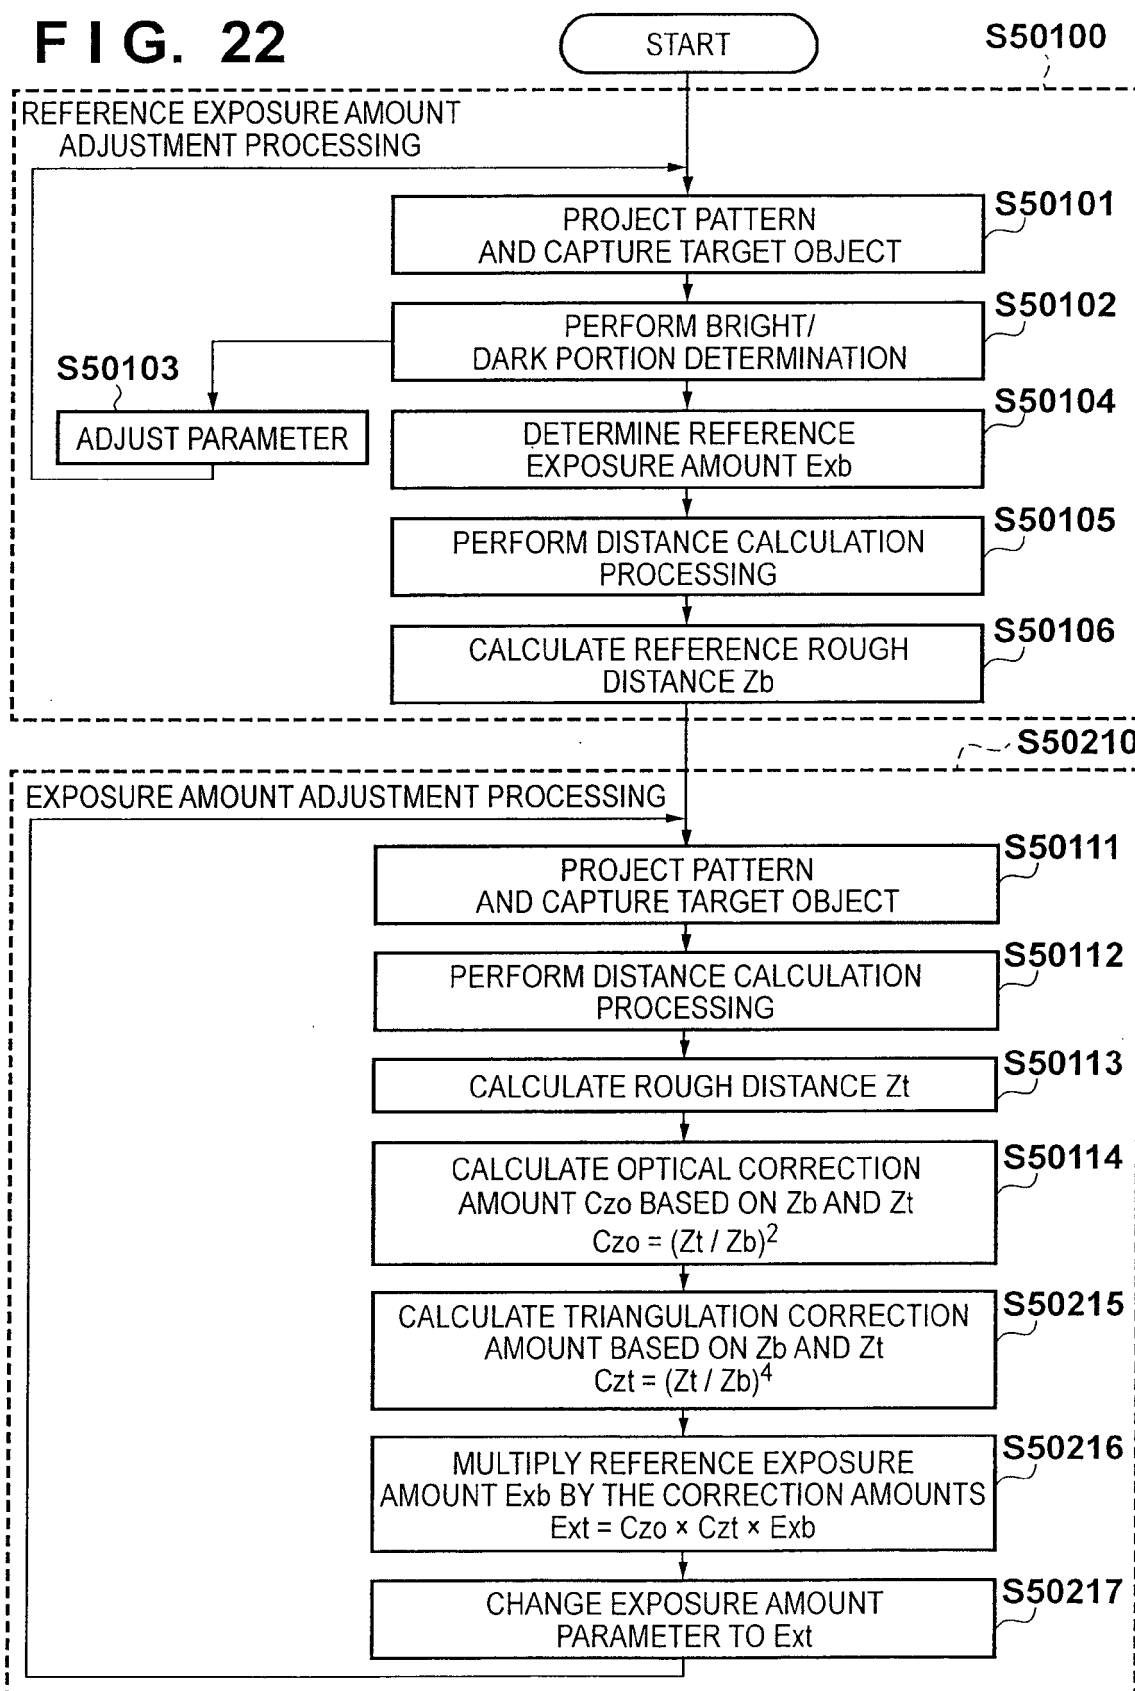 FIG. 22
START
S50100
REFERENCE EXPOSURE AMOUNT
ADJUSTMENT PROCESSING
S50101
PROJECT PATTERN
AND CAPTURE TARGET OBJECT
S50102
PERFORM BRIGHT/
DARK PORTION DETERMINATION
S50103
ADJUST PARAMETER
S50104
DETERMINE REFERENCE
EXPOSURE AMOUNT Exb
S50105
PERFORM DISTANCE CALCULATION
PROCESSING
S50106
CALCULATE REFERENCE ROUGH
DISTANCE Zb
S50210
EXPOSURE AMOUNT ADJUSTMENT PROCESSING
S50111
PROJECT PATTERN
AND CAPTURE TARGET OBJECT
S50112
PERFORM DISTANCE CALCULATION
PROCESSING
S50113
CALCULATE ROUGH DISTANCE Zt
S50114
CALCULATE OPTICAL CORRECTION
AMOUNT Czo BASED ON Zb AND Zt
Czo = (Zt / Zb)²
S50215
CALCULATE TRIANGULATION CORRECTION
AMOUNT BASED ON Zb AND Zt
Czt = (Zt / Zb)⁴
S50216
MULTIPLY REFERENCE EXPOSURE
AMOUNT Exb BY THE CORRECTION AMOUNTS
Ext = Czo × Czt × Exb
S50217
CHANGE EXPOSURE AMOUNT
PARAMETER TO Ext